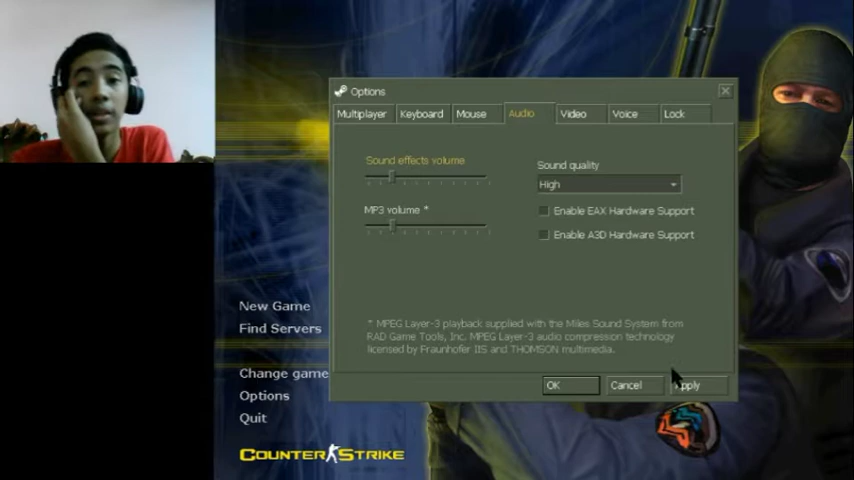 Options
Multiplayer Keyboard Mouse Audio Video Voice Lock
Sound effects volume
Sound quality
High
MP3 volume *
Enable EAX Hardware Support
Enable A3D Hardware Support
* MPEG Layer-3 playback supplied with the Miles Sound System from
RAD Game Tools, Inc. MPEG Layer-3 audio compression technology
licensed by Fraunhofer IIS and THOMSON multimedia.
OK Cancel Apply
New Game
Find Servers
Change game
Options
Quit
COUNTER STRIKE